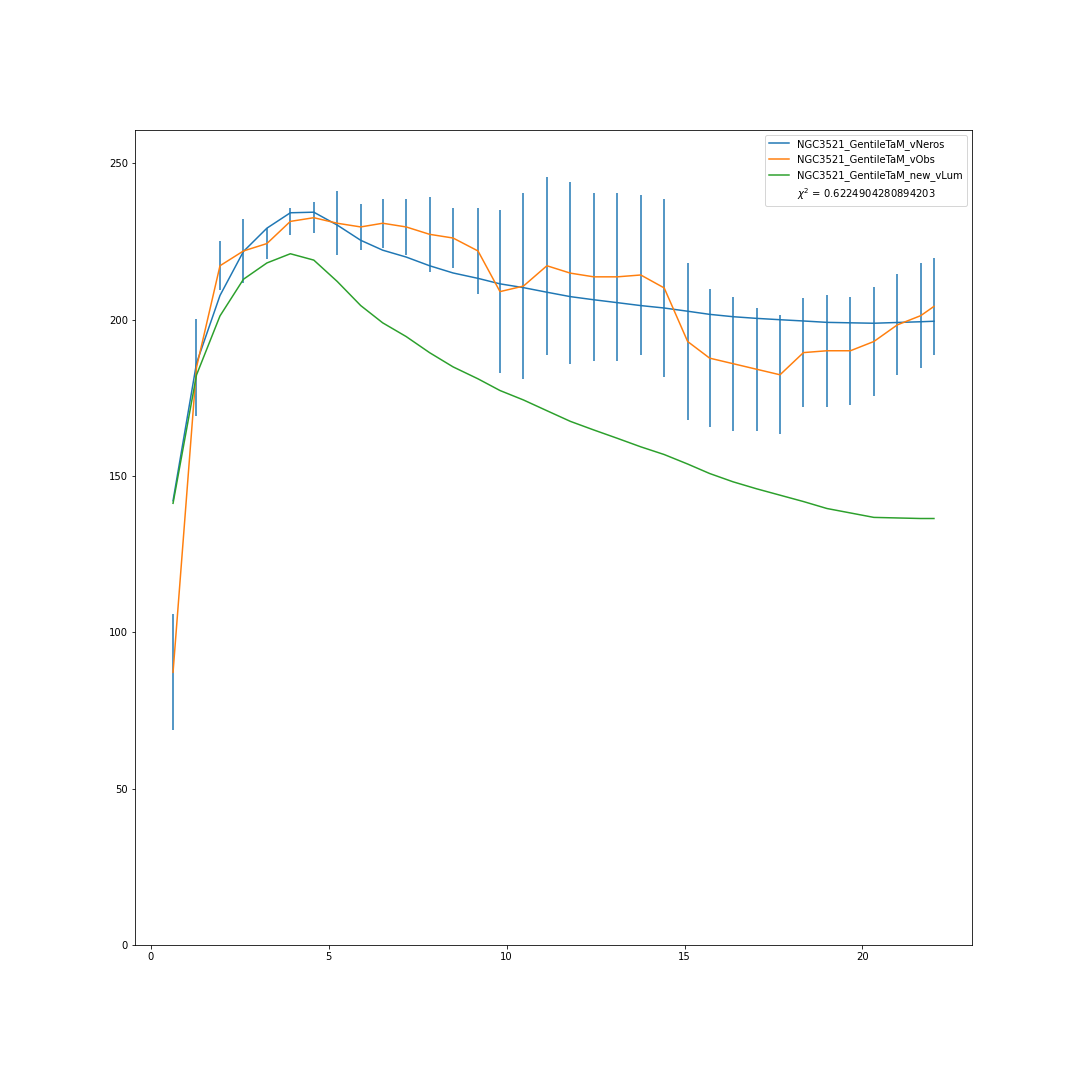 NGC3521_GentileTaM_vNeros
NGC3521_GentileTaM_vObs
NGC3521_GentileTaM_new_vLum
χ² = 0.6224904280894203
250
200
150
100
50
0
0 5 10 15 20